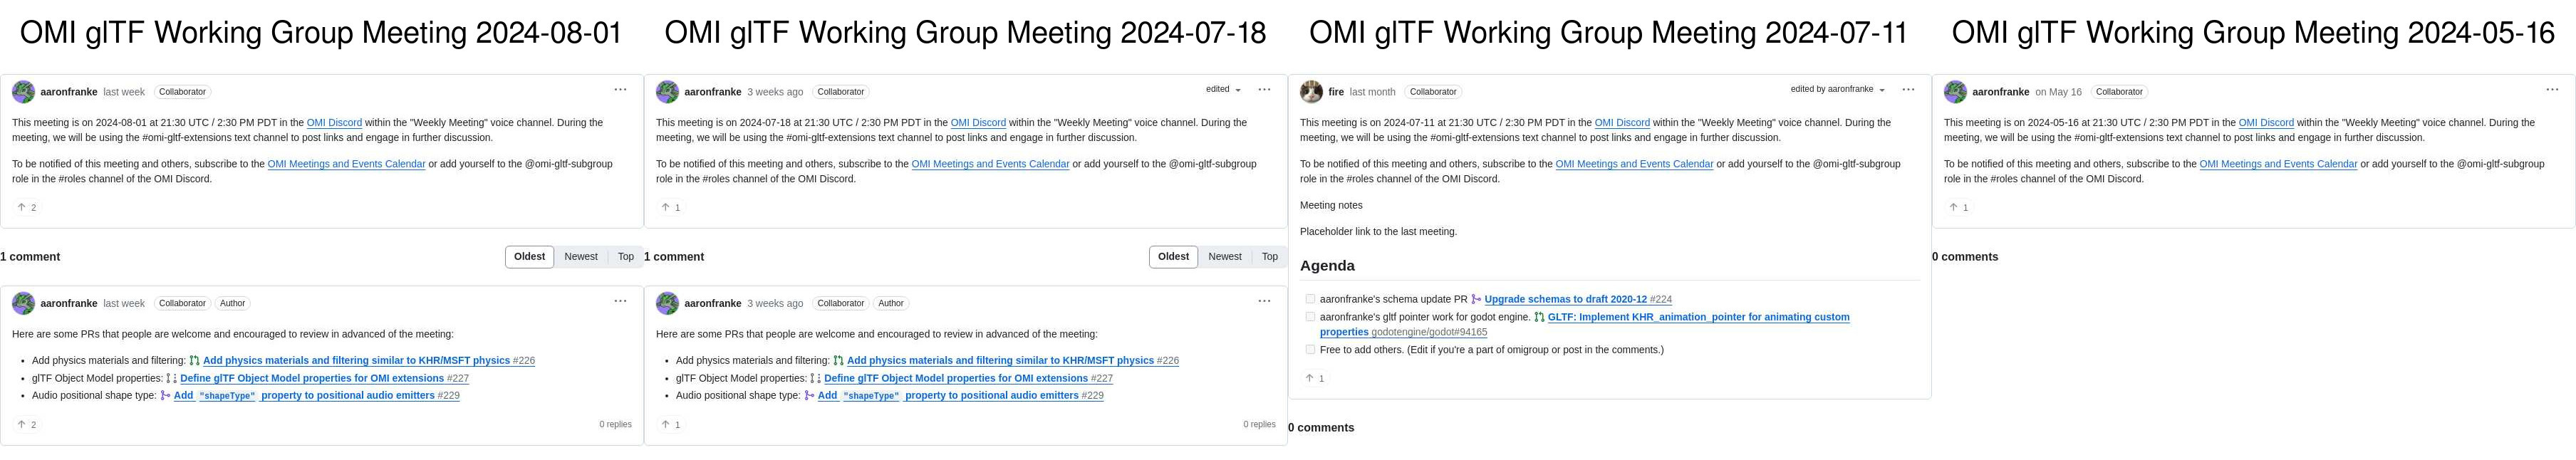 OMI glTF Working Group Meeting 2024-08-01
aaronfranke last week Collaborator
This meeting is on 2024-08-01 at 21:30 UTC / 2:30 PM PDT in the OMI Discord within the "Weekly Meeting" voice channel. During the
meeting, we will be using the #omi-gltf-extensions text channel to post links and engage in further discussion.
To be notified of this meeting and others, subscribe to the OMI Meetings and Events Calendar or add yourself to the @omi-gltf-subgroup
role in the #roles channel of the OMI Discord.
↑ 2
1 comment
Oldest Newest Top
aaronfranke last week Collaborator Author
Here are some PRs that people are welcome and encouraged to review in advanced of the meeting:
• Add physics materials and filtering: Add physics materials and filtering similar to KHR/MSFT physics #226
• glTF Object Model properties: Define glTF Object Model properties for OMI extensions #227
• Audio positional shape type: Add "shapeType" property to positional audio emitters #229
↑ 2
0 replies
OMI glTF Working Group Meeting 2024-07-18
aaronfranke 3 weeks ago Collaborator
edited
This meeting is on 2024-07-18 at 21:30 UTC / 2:30 PM PDT in the OMI Discord within the "Weekly Meeting" voice channel. During the
meeting, we will be using the #omi-gltf-extensions text channel to post links and engage in further discussion.
To be notified of this meeting and others, subscribe to the OMI Meetings and Events Calendar or add yourself to the @omi-gltf-subgroup
role in the #roles channel of the OMI Discord.
↑ 1
1 comment
Oldest Newest Top
aaronfranke 3 weeks ago Collaborator Author
Here are some PRs that people are welcome and encouraged to review in advanced of the meeting:
• Add physics materials and filtering: Add physics materials and filtering similar to KHR/MSFT physics #226
• glTF Object Model properties: Define glTF Object Model properties for OMI extensions #227
• Audio positional shape type: Add "shapeType" property to positional audio emitters #229
↑ 1
0 replies
OMI glTF Working Group Meeting 2024-07-11
fire last month Collaborator
edited by aaronfranke
This meeting is on 2024-07-11 at 21:30 UTC / 2:30 PM PDT in the OMI Discord within the "Weekly Meeting" voice channel. During the
meeting, we will be using the #omi-gltf-extensions text channel to post links and engage in further discussion.
To be notified of this meeting and others, subscribe to the OMI Meetings and Events Calendar or add yourself to the @omi-gltf-subgroup
role in the #roles channel of the OMI Discord.
Meeting notes
Placeholder link to the last meeting.
Agenda
aaronfranke's schema update PR Upgrade schemas to draft 2020-12 #224
aaronfranke's gltf pointer work for godot engine. GLTF: Implement KHR_animation_pointer for animating custom
properties godotengine/godot#94165
Free to add others. (Edit if you're a part of omigroup or post in the comments.)
↑ 1
0 comments
OMI glTF Working Group Meeting 2024-05-16
aaronfranke on May 16 Collaborator
This meeting is on 2024-05-16 at 21:30 UTC / 2:30 PM PDT in the OMI Discord within the "Weekly Meeting" voice channel. During the
meeting, we will be using the #omi-gltf-extensions text channel to post links and engage in further discussion.
To be notified of this meeting and others, subscribe to the OMI Meetings and Events Calendar or add yourself to the @omi-gltf-subgroup
role in the #roles channel of the OMI Discord.
↑ 1
0 comments